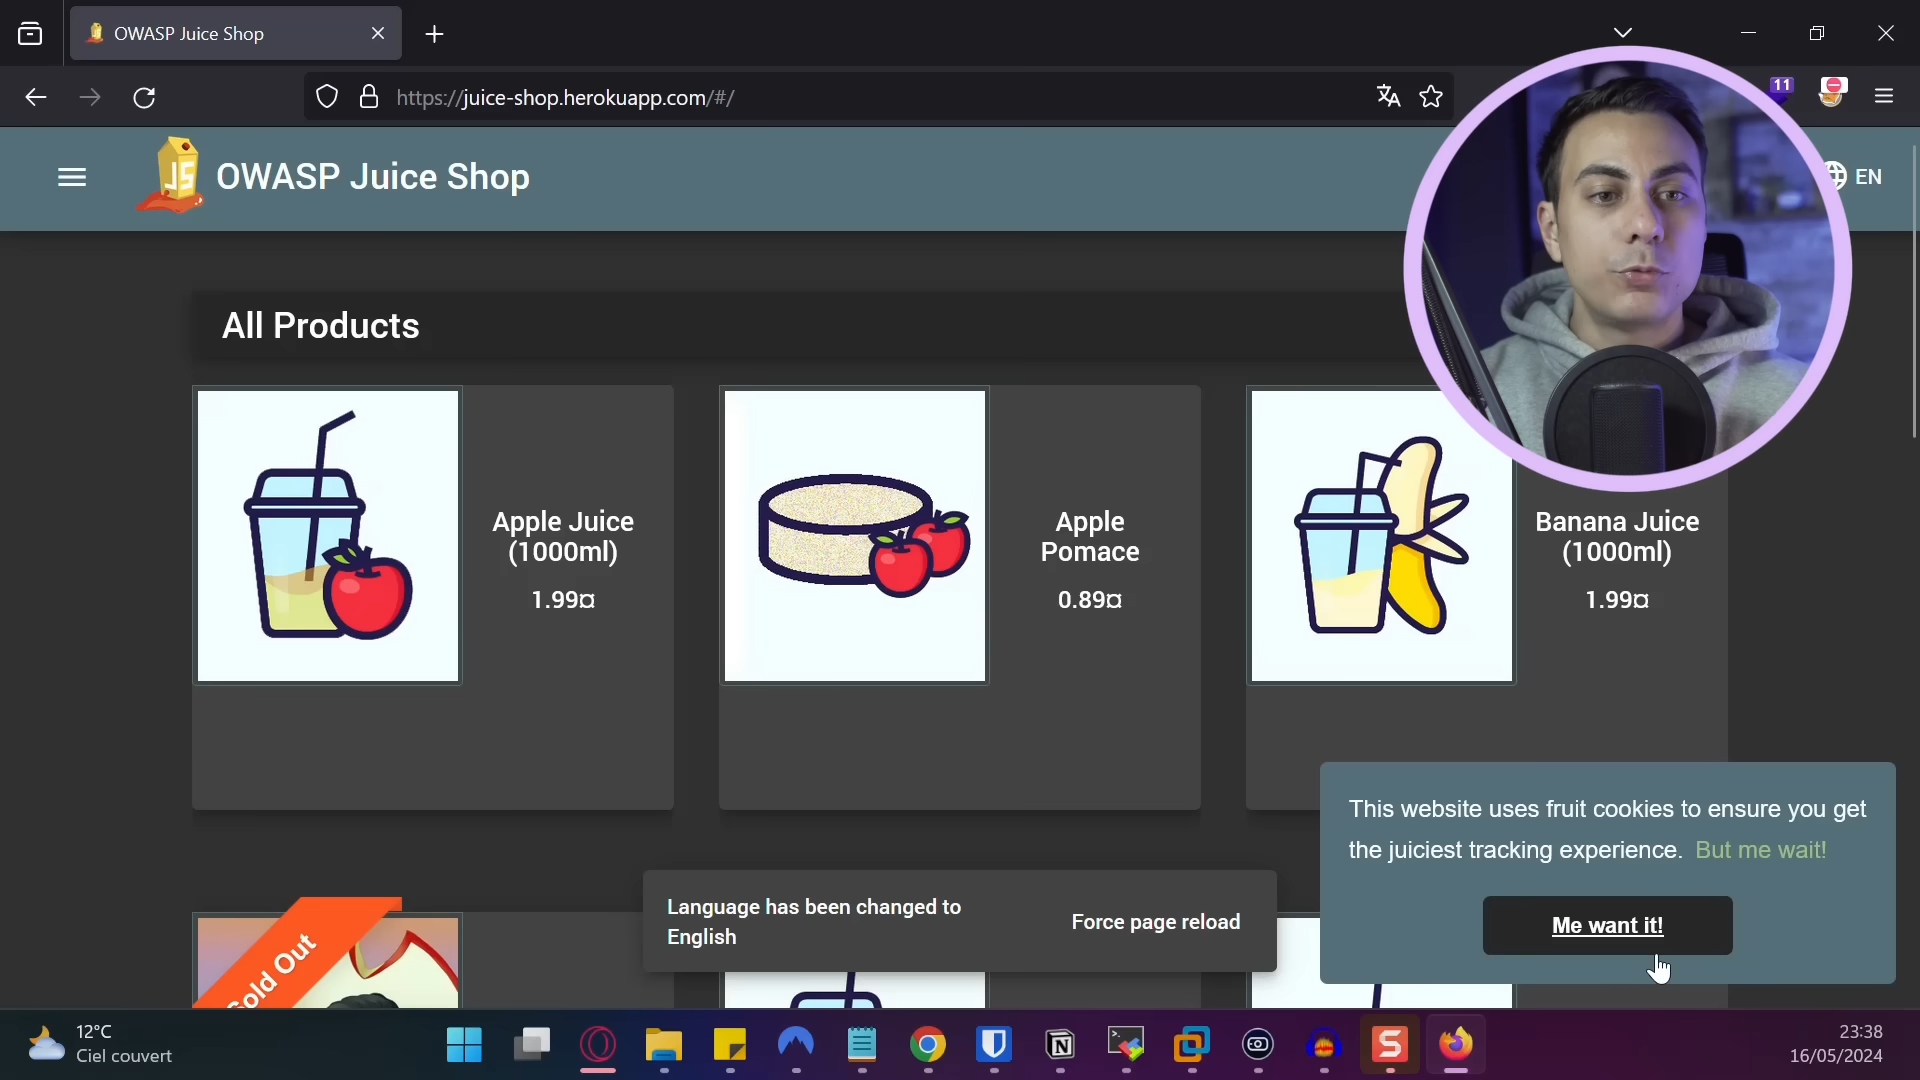 OWASP Juice Shop
https://juice-shop.herokuapp.com/#/
11
JS
OWASP Juice Shop
EN
All Products
Apple Juice
(1000ml)
1.99¤
Apple
Pomace
0.89¤
Banana Juice
(1000ml)
1.99¤
This website uses fruit cookies to ensure you get
the juiciest tracking experience. But me wait!
Me want it!
Language has been changed to
English
Force page reload
Sold Out
12°C
Ciel couvert
23:38
16/05/2024